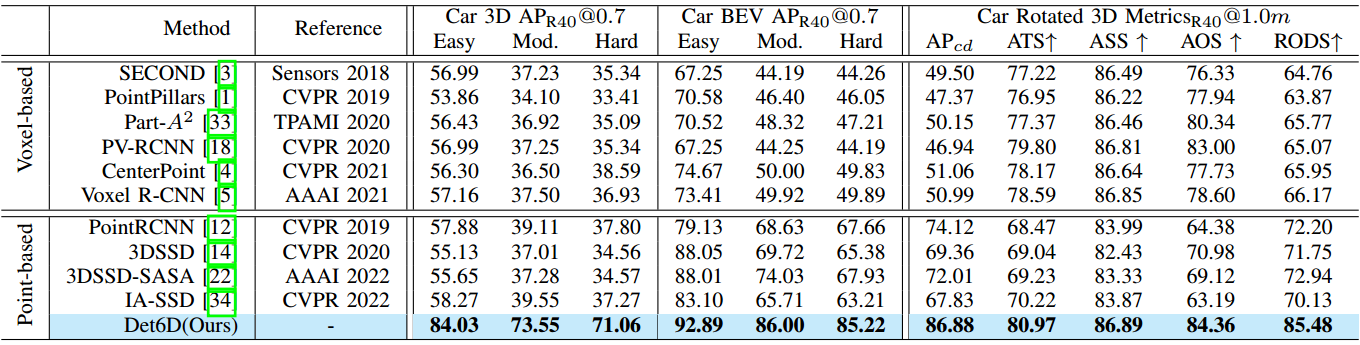 Method Reference Car 3D AP_R40@0.7 Car BEV AP_R40@0.7 Car Rotated 3D Metrics_R40@1.0m
Easy Mod. Hard Easy Mod. Hard AP_cd ATS↑ ASS ↑ AOS ↑ RODS↑
Voxel-based
SECOND [3] Sensors 2018 56.99 37.23 35.34 67.25 44.19 44.26 49.50 77.22 86.49 76.33 64.76
PointPillars [1] CVPR 2019 53.86 34.10 33.41 70.58 46.40 46.05 47.37 76.95 86.22 77.94 63.87
Part-A² [33] TPAMI 2020 56.43 36.92 35.09 70.52 48.32 47.21 50.15 77.37 86.46 80.34 65.77
PV-RCNN [18] CVPR 2020 56.99 37.25 35.34 67.25 44.25 44.19 46.94 79.80 86.81 83.00 65.07
CenterPoint [4] CVPR 2021 56.30 36.50 38.59 74.67 50.00 49.83 51.06 78.17 86.64 77.73 65.95
Voxel R-CNN [5] AAAI 2021 57.16 37.50 36.93 73.41 49.92 49.89 50.99 78.59 86.85 78.60 66.17
Point-based
PointRCNN [12] CVPR 2019 57.88 39.11 37.80 79.13 68.63 67.66 74.12 68.47 83.99 64.38 72.20
3DSSD [14] CVPR 2020 55.13 37.01 34.56 88.05 69.72 65.38 69.36 69.04 82.43 70.98 71.75
3DSSD-SASA [22] AAAI 2022 55.65 37.28 34.57 88.01 74.03 67.93 72.01 69.23 83.33 69.12 72.94
IA-SSD [34] CVPR 2022 58.27 39.55 37.27 83.10 65.71 63.21 67.83 70.22 83.87 63.19 70.13
Det6D(Ours) - 84.03 73.55 71.06 92.89 86.00 85.22 86.88 80.97 86.89 84.36 85.48